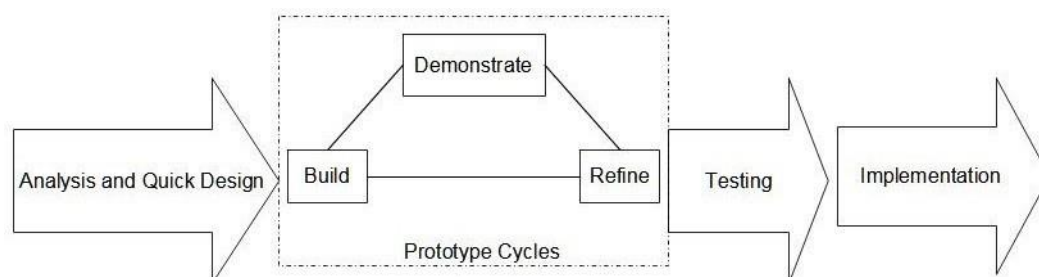 Demonstrate
Analysis and Quick Design
Build
Refine
Testing
Implementation
Prototype Cycles